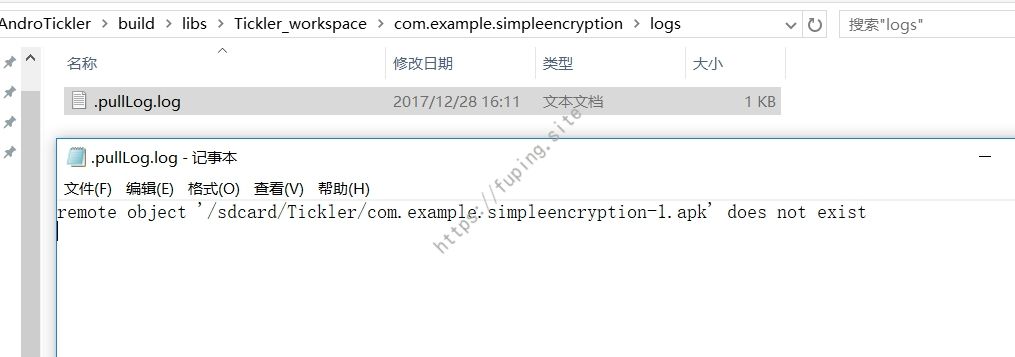 AndroTickler > build > libs > Tickler_workspace > com.example.simpleencryption > logs
搜索"logs"
名称 修改日期 类型 大小
.pullLog.log 2017/12/28 16:11 文本文档 1 KB
.pullLog.log - 记事本
文件(F) 编辑(E) 格式(O) 查看(V) 帮助(H)
remote object '/sdcard/Tickler/com.example.simpleencryption-1.apk' does not exist
https://fuping.site